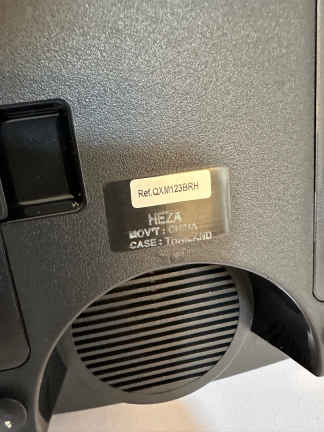 Ref.QXM123BRH
HEZA
MOV'T : CHINA
CASE : THAILAND